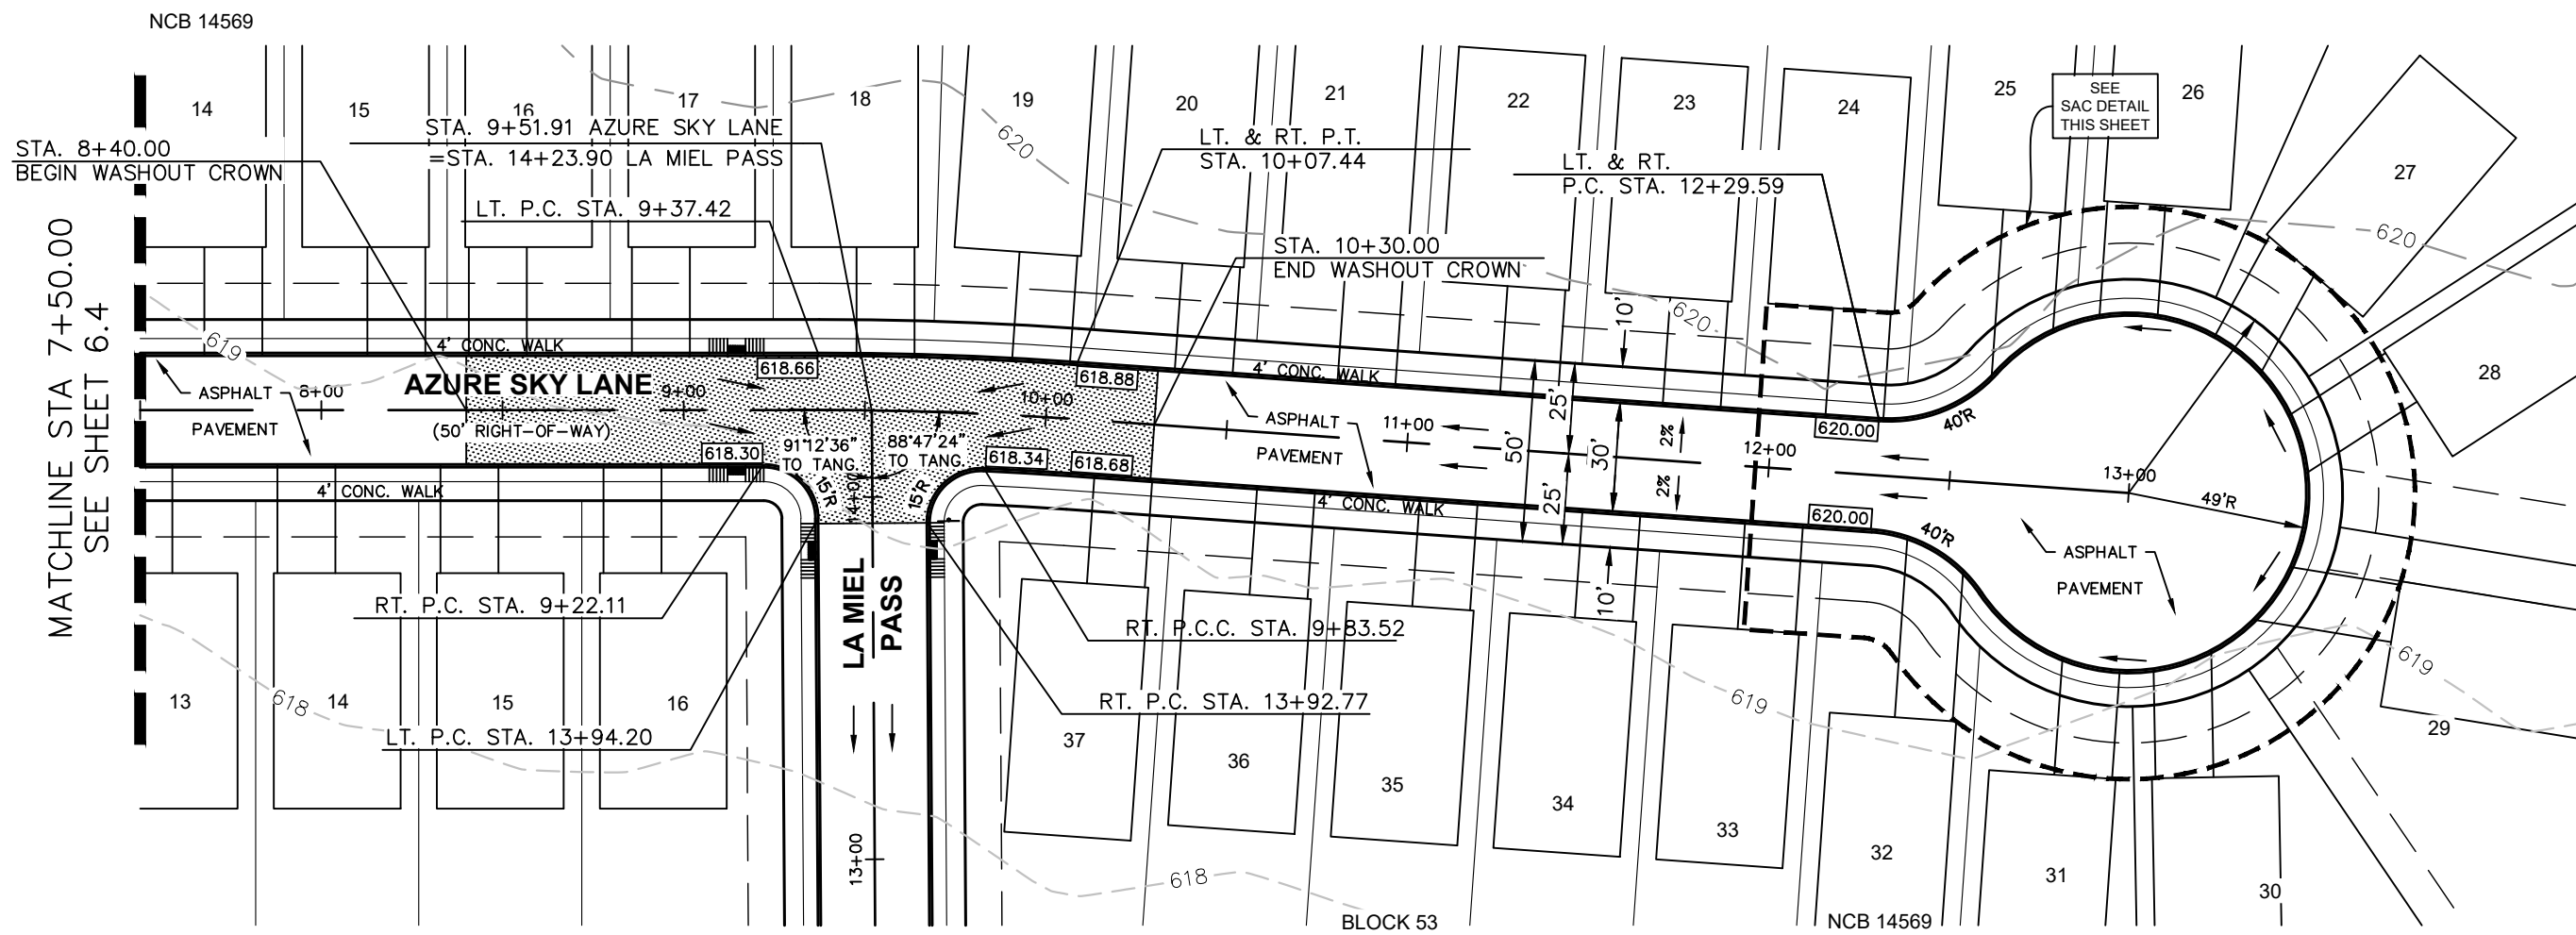 NCB 14569
14
15
16
17
18
19
20
21
22
23
24
25
26
27
28
SEE
SAC DETAIL
THIS SHEET
STA. 8+40.00
BEGIN WASHOUT CROWN
STA. 9+51.91 AZURE SKY LANE
=STA. 14+23.90 LA MIEL PASS
LT. P.C. STA. 9+37.42
LT. & RT. P.T.
STA. 10+07.44
LT. & RT.
P.C. STA. 12+29.59
STA. 10+30.00
END WASHOUT CROWN
620
620
620
619
MATCHLINE STA 7+50.00
SEE SHEET 6.4
4' CONC. WALK
4' CONC. WALK
AZURE SKY LANE
(50' RIGHT-OF-WAY)
ASPHALT
PAVEMENT
8+00
9+00
10+00
11+00
12+00
13+00
618.66
618.88
618.30
618.34
618.68
620.00
620.00
91°12'36"
TO TANG.
88°47'24"
TO TANG.
15'R
14+00
15'R
ASPHALT
PAVEMENT
10'
25'
50'
30'
25'
10'
2%
2%
40'R
40'R
49'R
ASPHALT
PAVEMENT
4' CONC. WALK
4' CONC. WALK
RT. P.C. STA. 9+22.11
LT. P.C. STA. 13+94.20
RT. P.C.C. STA. 9+83.52
RT. P.C. STA. 13+92.77
LA MIEL
PASS
13+00
618
618
619
619
13
14
15
16
37
36
35
34
33
32
31
30
29
BLOCK 53
NCB 14569